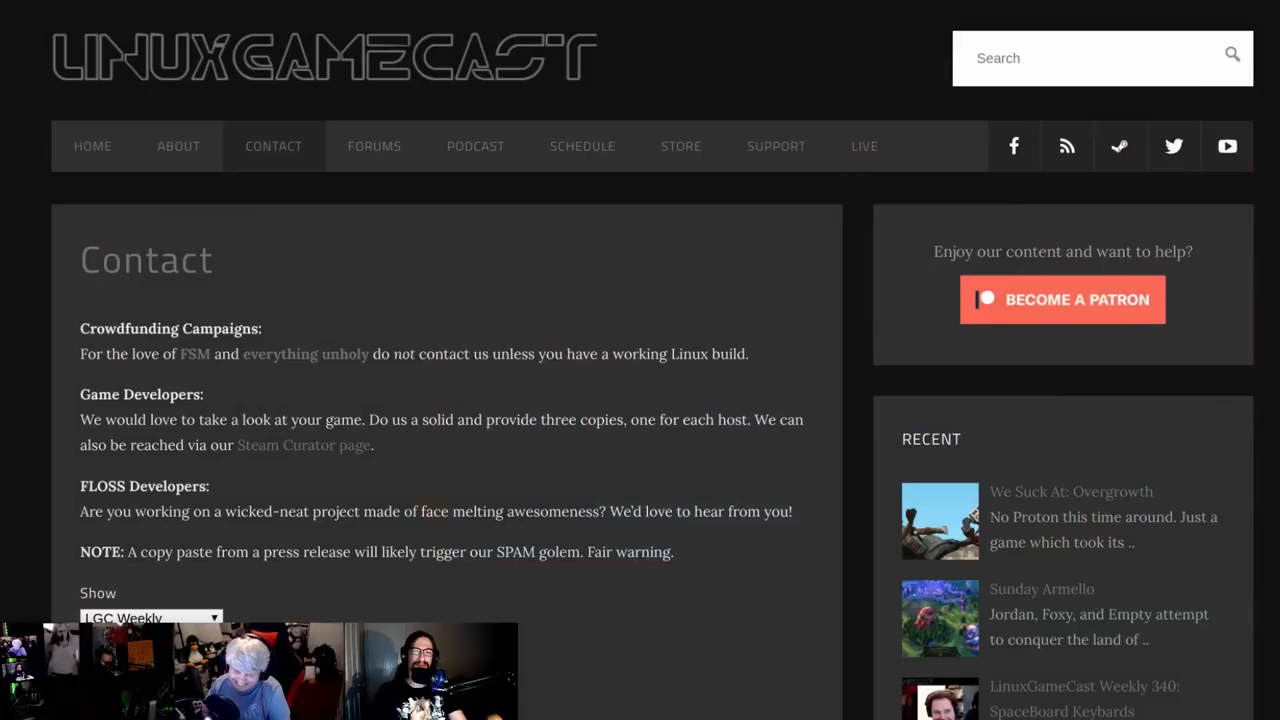 LINUXGAMECAST
Search
HOME ABOUT CONTACT FORUMS PODCAST SCHEDULE STORE SUPPORT LIVE
Contact
Crowdfunding Campaigns:
For the love of FSM and everything unholy do not contact us unless you have a working Linux build.
Game Developers:
We would love to take a look at your game. Do us a solid and provide three copies, one for each host. We can
also be reached via our Steam Curator page.
FLOSS Developers:
Are you working on a wicked-neat project made of face melting awesomeness? We'd love to hear from you!
NOTE: A copy paste from a press release will likely trigger our SPAM golem. Fair warning.
Show
LGC Weekly
Enjoy our content and want to help?
BECOME A PATRON
RECENT
We Suck At: Overgrowth
No Proton this time around. Just a
game which took its ..
Sunday Armello
Jordan, Foxy, and Empty attempt
to conquer the land of ..
LinuxGameCast Weekly 340:
SpaceBoard Keybards